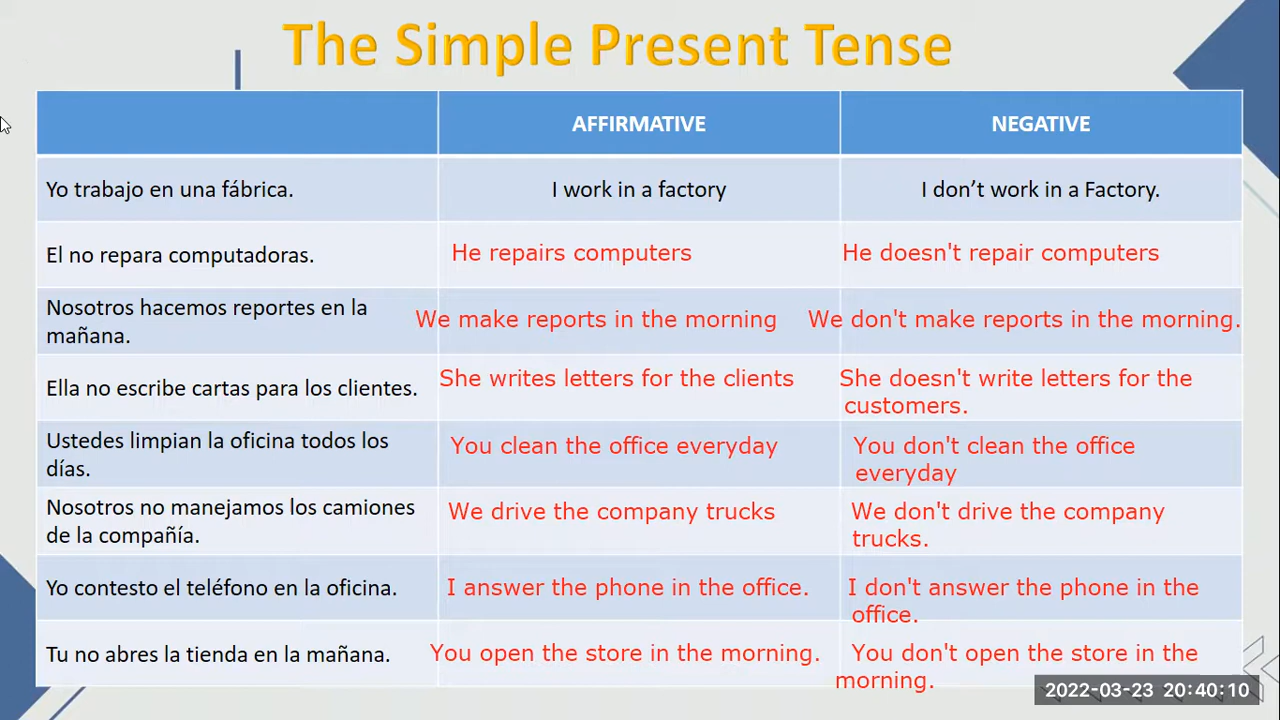 The Simple Present Tense
AFFIRMATIVE
NEGATIVE
Yo trabajo en una fábrica.
I work in a factory
I don’t work in a Factory.
El no repara computadoras.
He repairs computers
He doesn't repair computers
Nosotros hacemos reportes en la
mañana.
We make reports in the morning
We don't make reports in the morning.
Ella no escribe cartas para los clientes.
She writes letters for the clients
She doesn't write letters for the
customers.
Ustedes limpian la oficina todos los
días.
You clean the office everyday
You don't clean the office
everyday
Nosotros no manejamos los camiones
de la compañía.
We drive the company trucks
We don't drive the company
trucks.
Yo contesto el teléfono en la oficina.
I answer the phone in the office.
I don't answer the phone in the
office.
Tu no abres la tienda en la mañana.
You open the store in the morning.
You don't open the store in the
morning.
2022-03-23 20:40:10